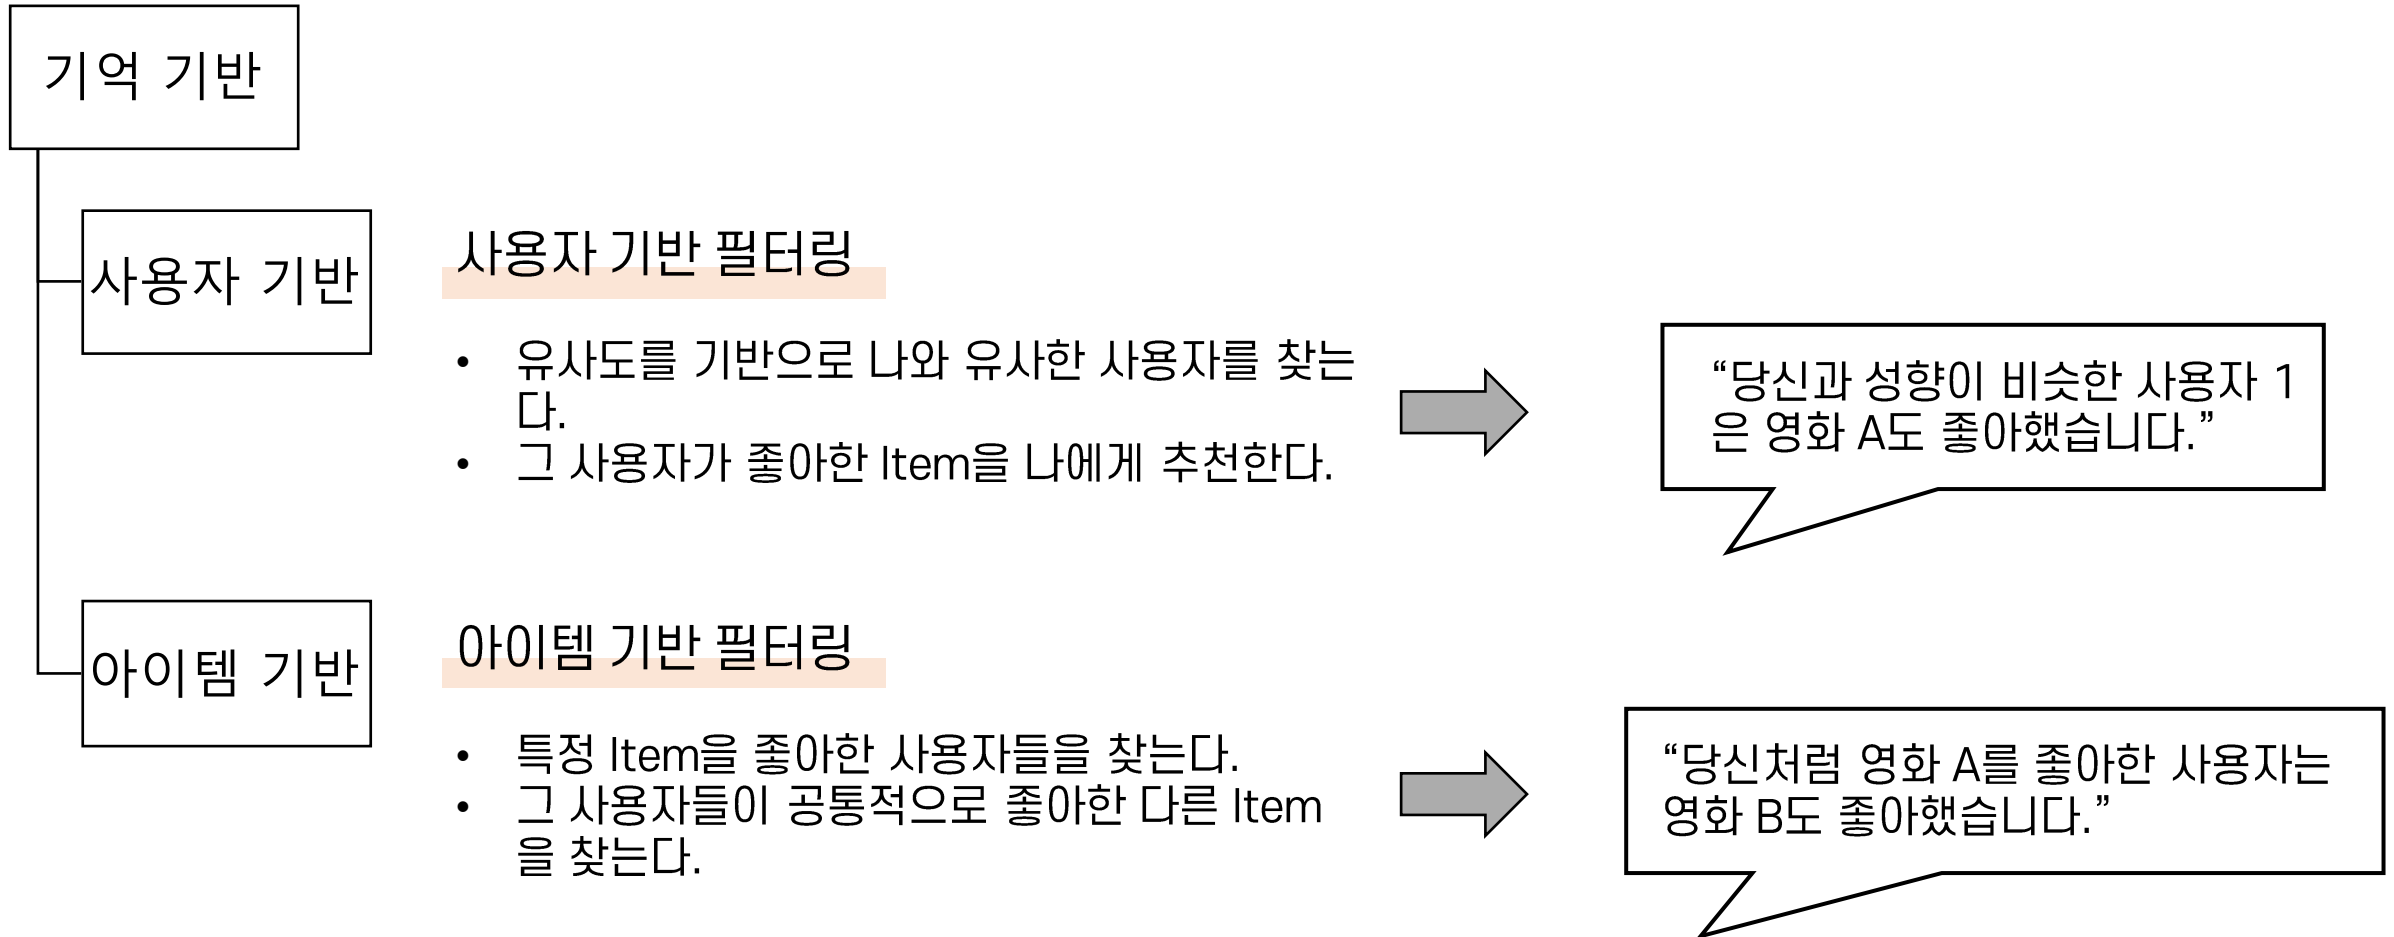 기억 기반
사용자 기반
사용자 기반 필터링
• 유사도를 기반으로 나와 유사한 사용자를 찾는
다.
• 그 사용자가 좋아한 Item을 나에게 추천한다.
“당신과 성향이 비슷한 사용자 1
은 영화 A도 좋아했습니다.”
아이템 기반
아이템 기반 필터링
• 특정 Item을 좋아한 사용자들을 찾는다.
• 그 사용자들이 공통적으로 좋아한 다른 Item
을 찾는다.
“당신처럼 영화 A를 좋아한 사용자는
영화 B도 좋아했습니다.”